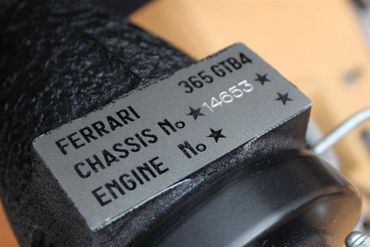 FERRARI 365 GTB4
CHASSIS No ★14653★
ENGINE No ★